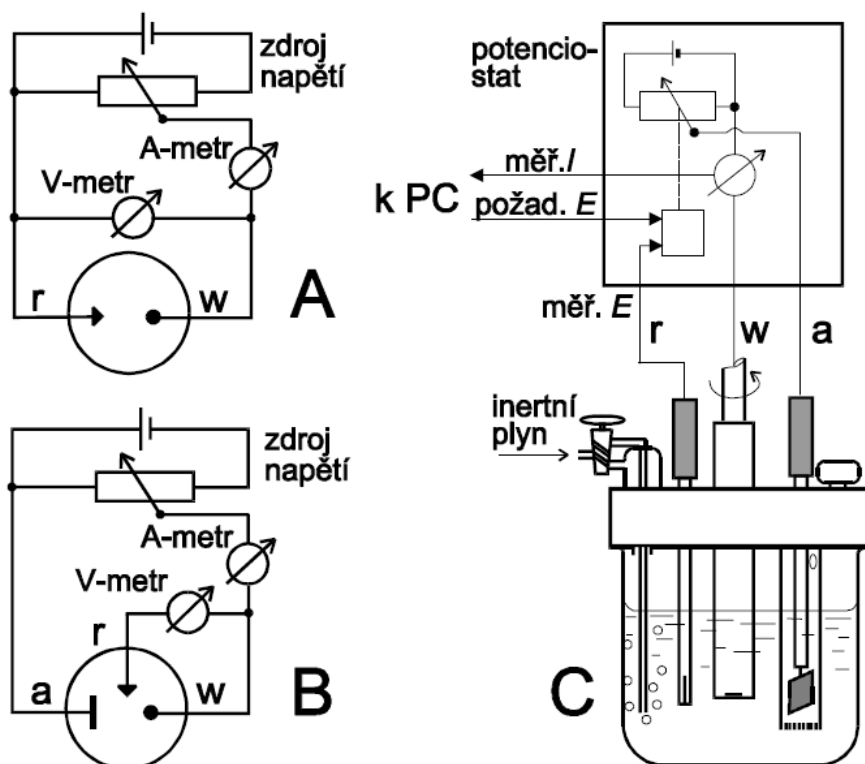 zdroj
napětí
A-metr
V-metr
r
w
A
zdroj
napětí
A-metr
V-metr
r
a
w
B
potencio-
stat
měř.I
k PC
požad. E
měř. E
r
w
a
inertní
plyn
C